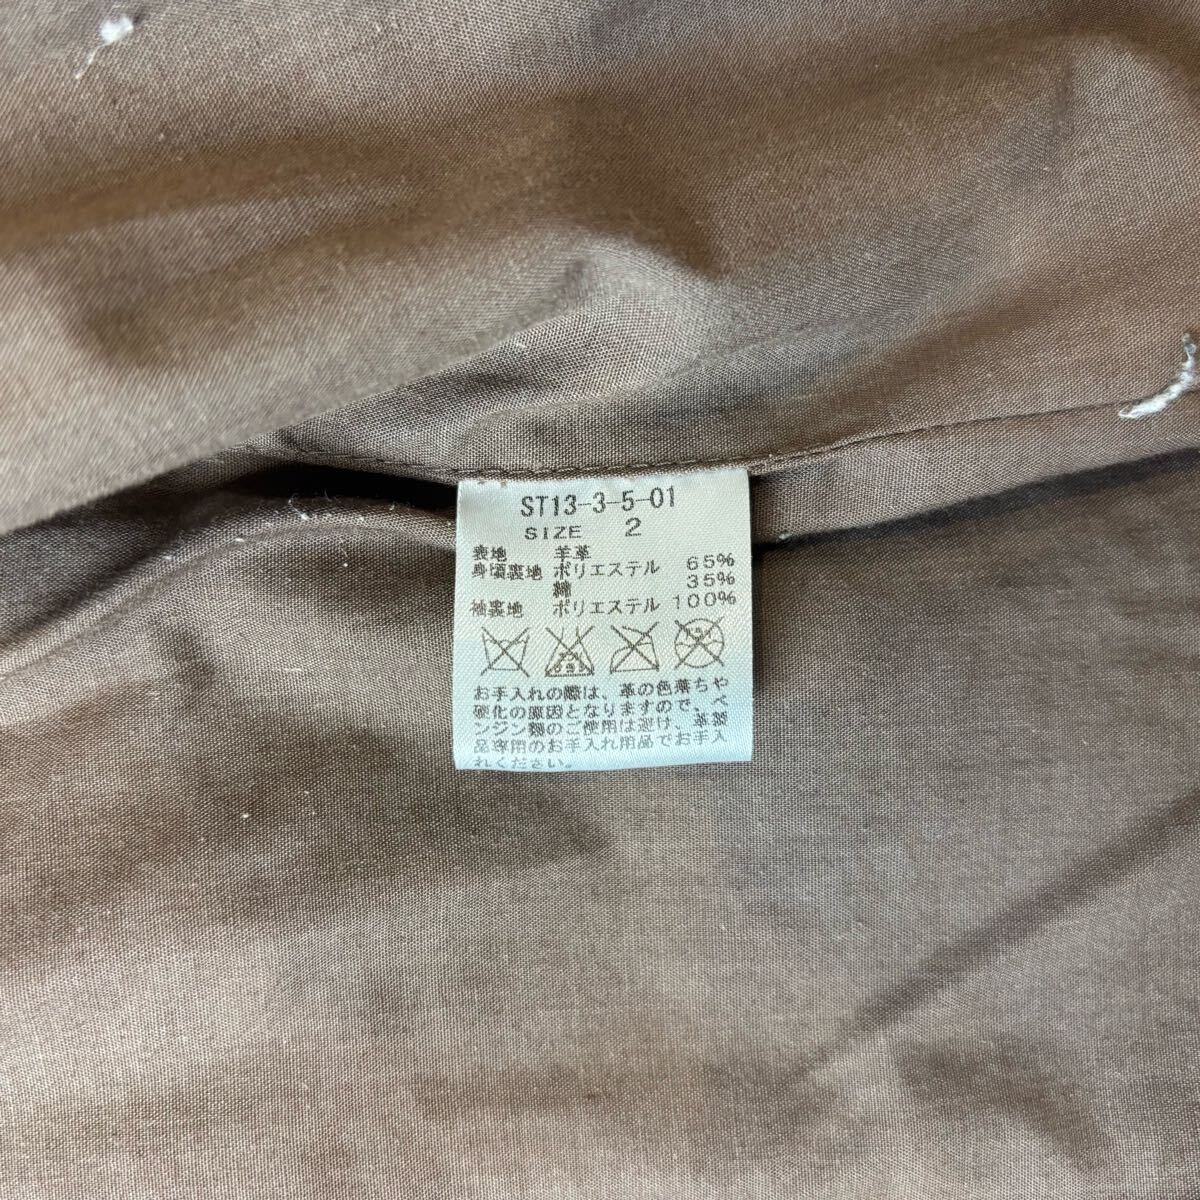 ST13-3-5-01
SIZE 2
表地 羊革
身頃裏地 ポリエステル 65%
綿 35%
袖裏地 ポリエステル 100%
お手入れの際は、革の色落ちや
硬化の原因となりますので、ベ
ンジン類のご使用は避け、革製
品専用のお手入れ用品でお手入
れください。